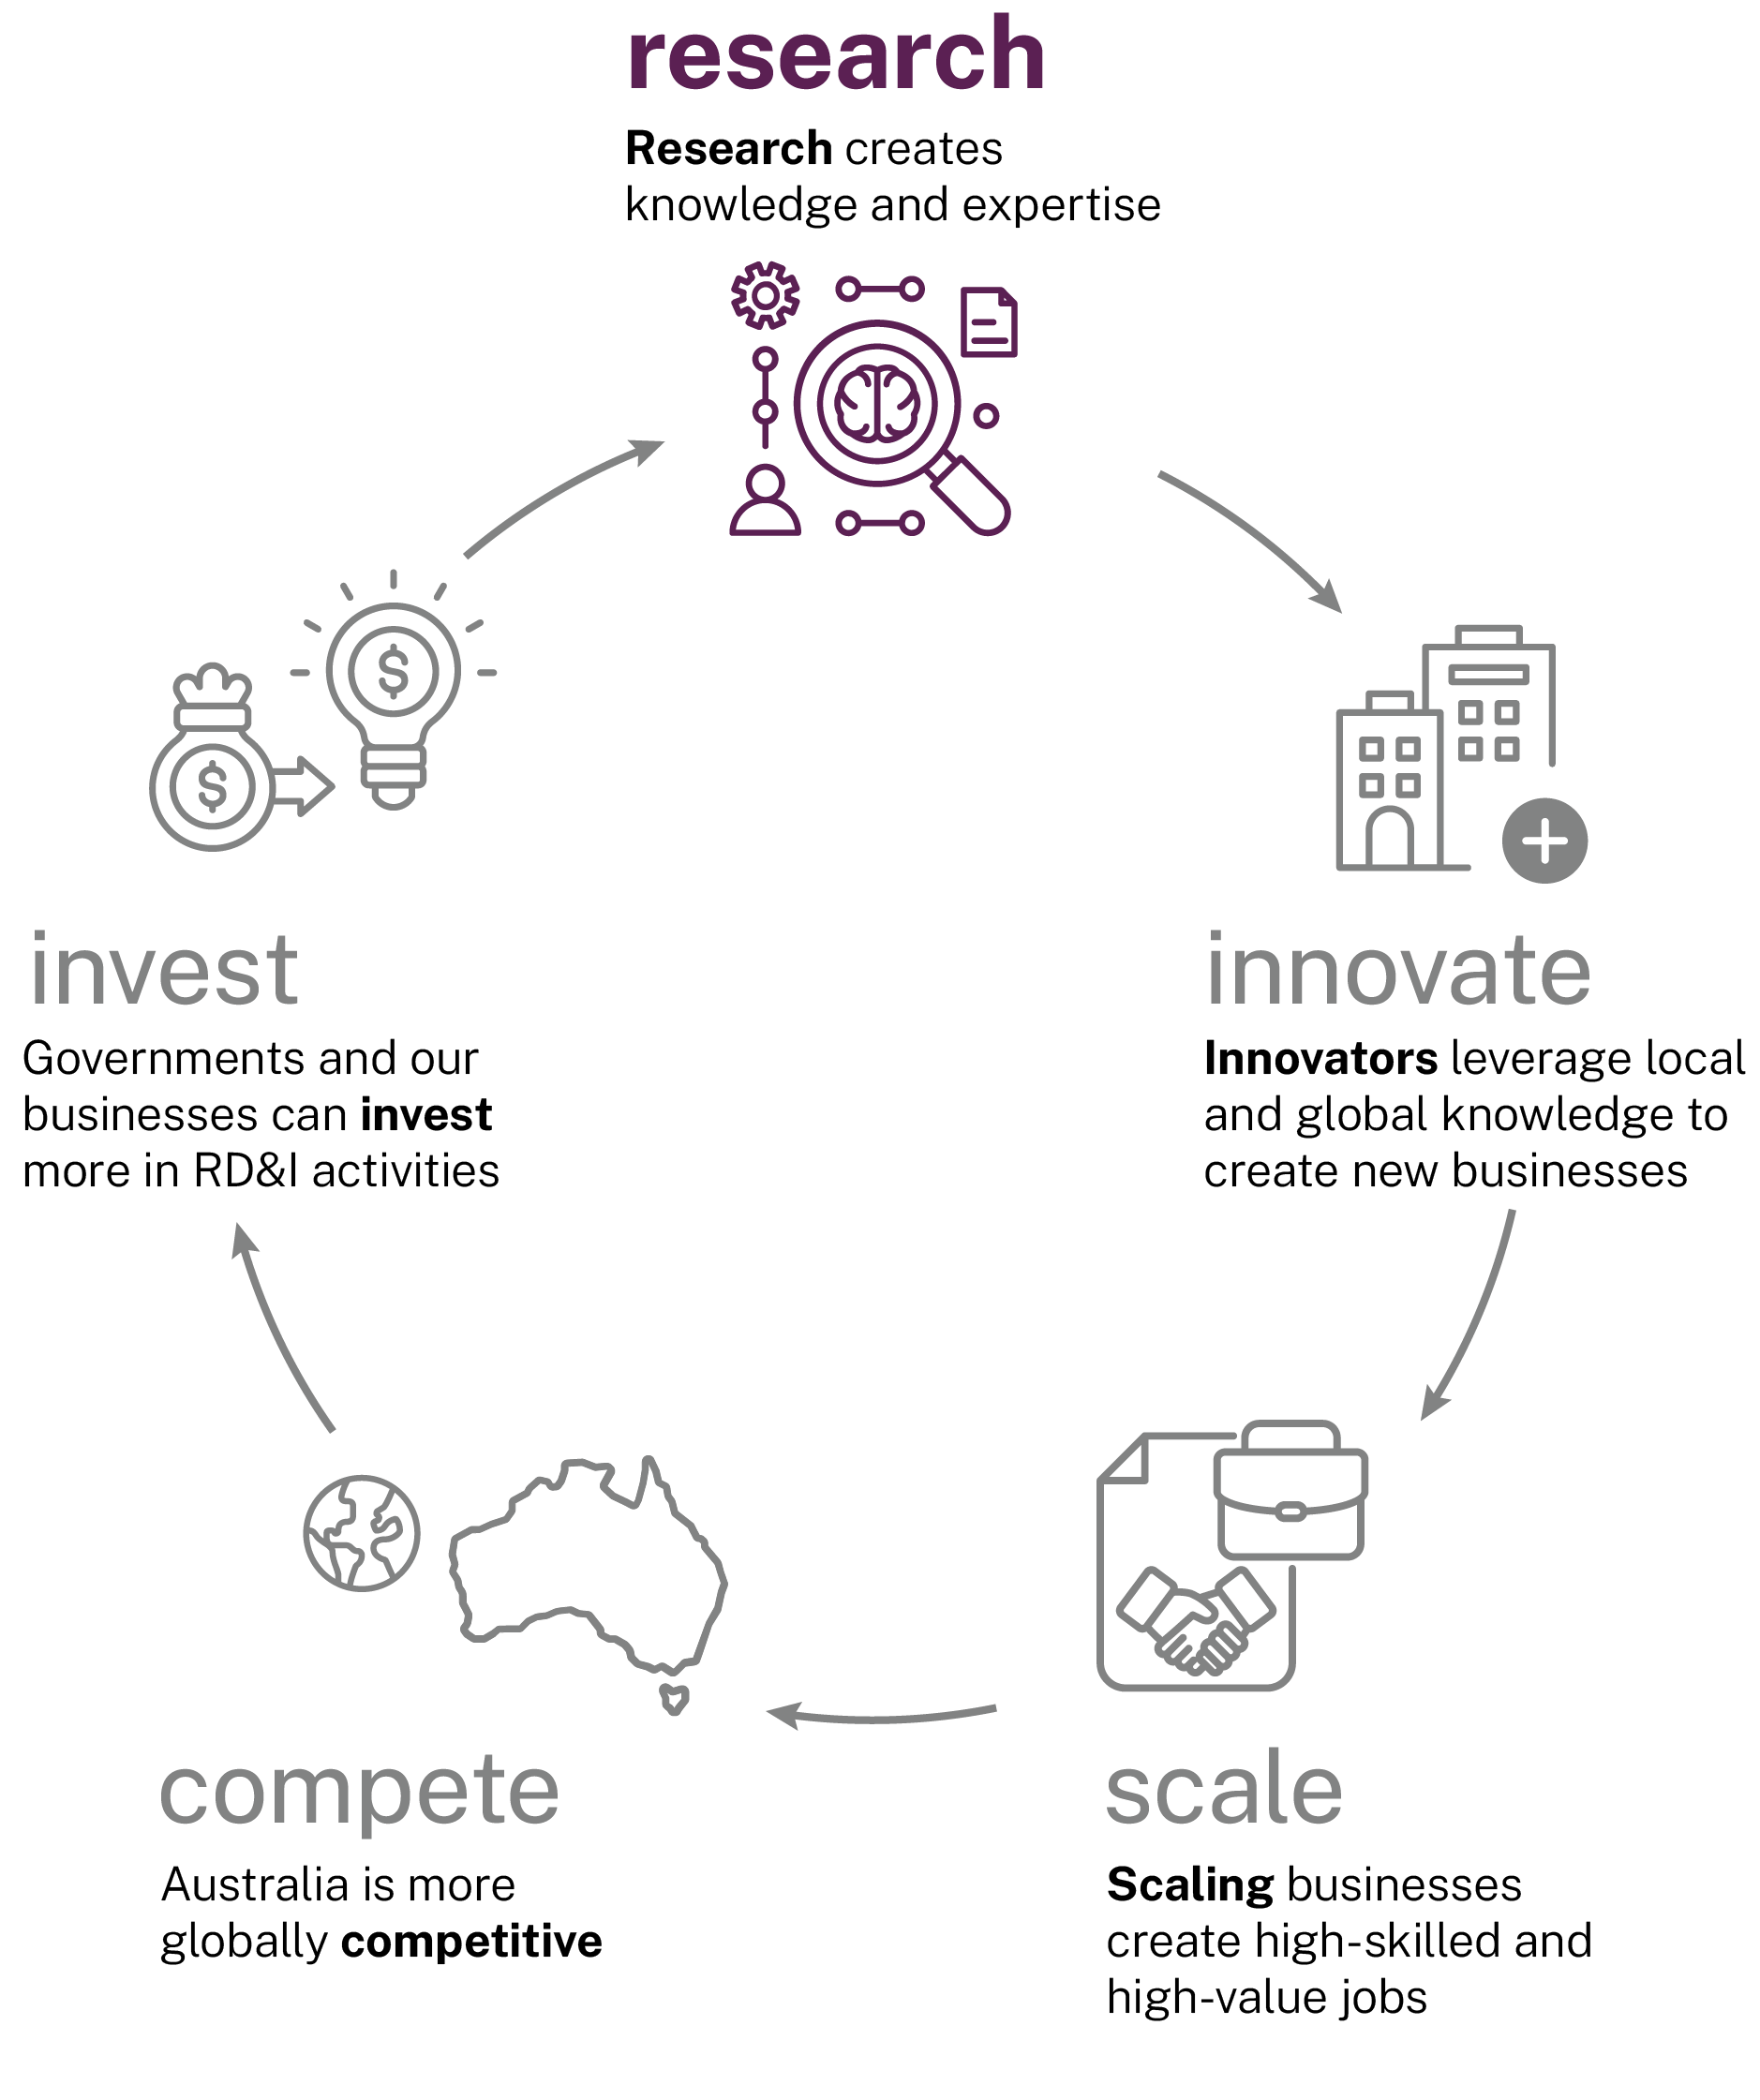 research
Research creates
knowledge and expertise
$
$
innovate
Innovators leverage local
and global knowledge to
create new businesses
scale
Scaling businesses
create high-skilled and
high-value jobs
compete
Australia is more
globally competitive
invest
Governments and our
businesses can invest
more in RD&I activities